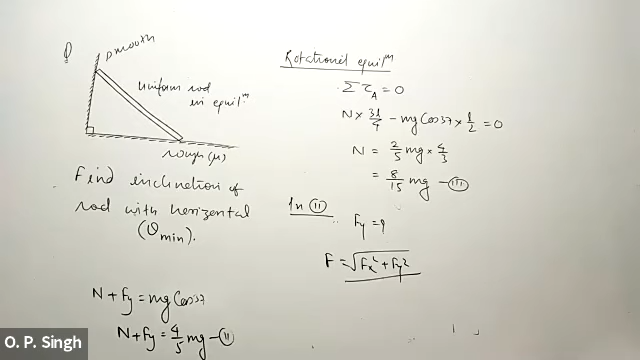 Q
smooth
uniform rod
in equil^m
rough (μ)
Find inclination of
rod with horizontal
(θmin).
N + Fy = mg Cos37
N + Fy = 4/5 mg - (II)
Rotational equil^m
Στ_A = 0
N × 3l/4 - mg Cos37 × l/2 = 0
N = 2/5 mg × 4/3
= 8/15 mg - (III)
In (II)
Fy = ?
F = √(Fx² + Fy²)
O. P. Singh